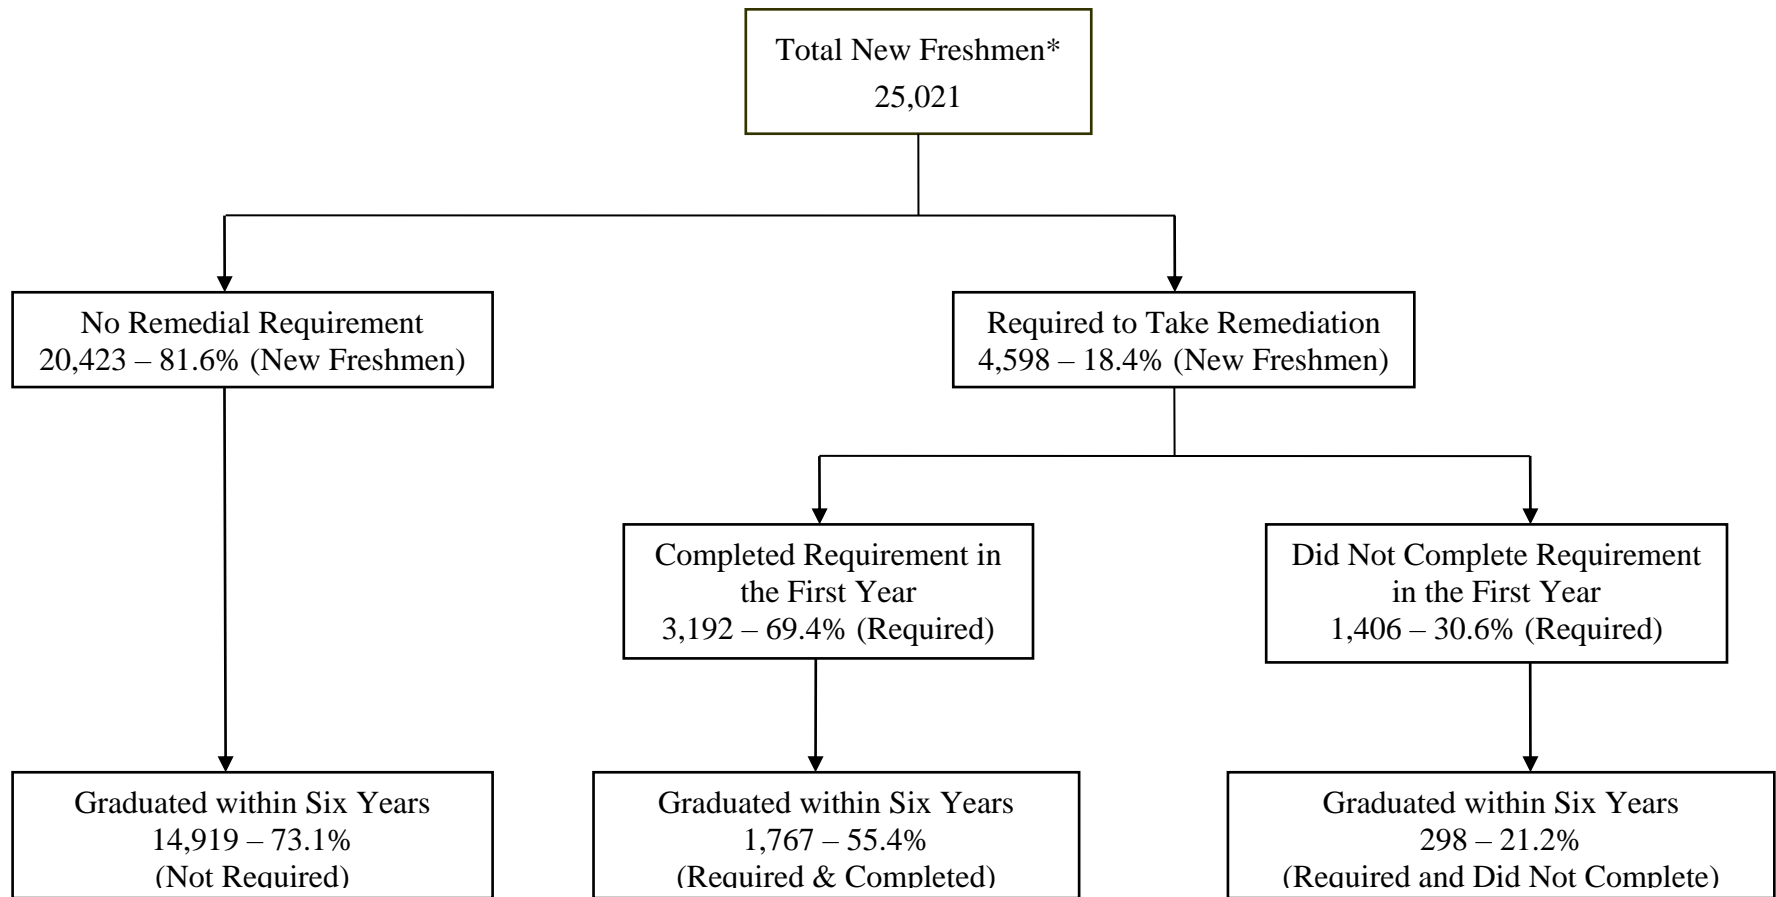 Total New Freshmen*
25,021
No Remedial Requirement
20,423 – 81.6% (New Freshmen)
Required to Take Remediation
4,598 – 18.4% (New Freshmen)
Completed Requirement in
the First Year
3,192 – 69.4% (Required)
Did Not Complete Requirement
in the First Year
1,406 – 30.6% (Required)
Graduated within Six Years
14,919 – 73.1%
(Not Required)
Graduated within Six Years
1,767 – 55.4%
(Required & Completed)
Graduated within Six Years
298 – 21.2%
(Required and Did Not Complete)